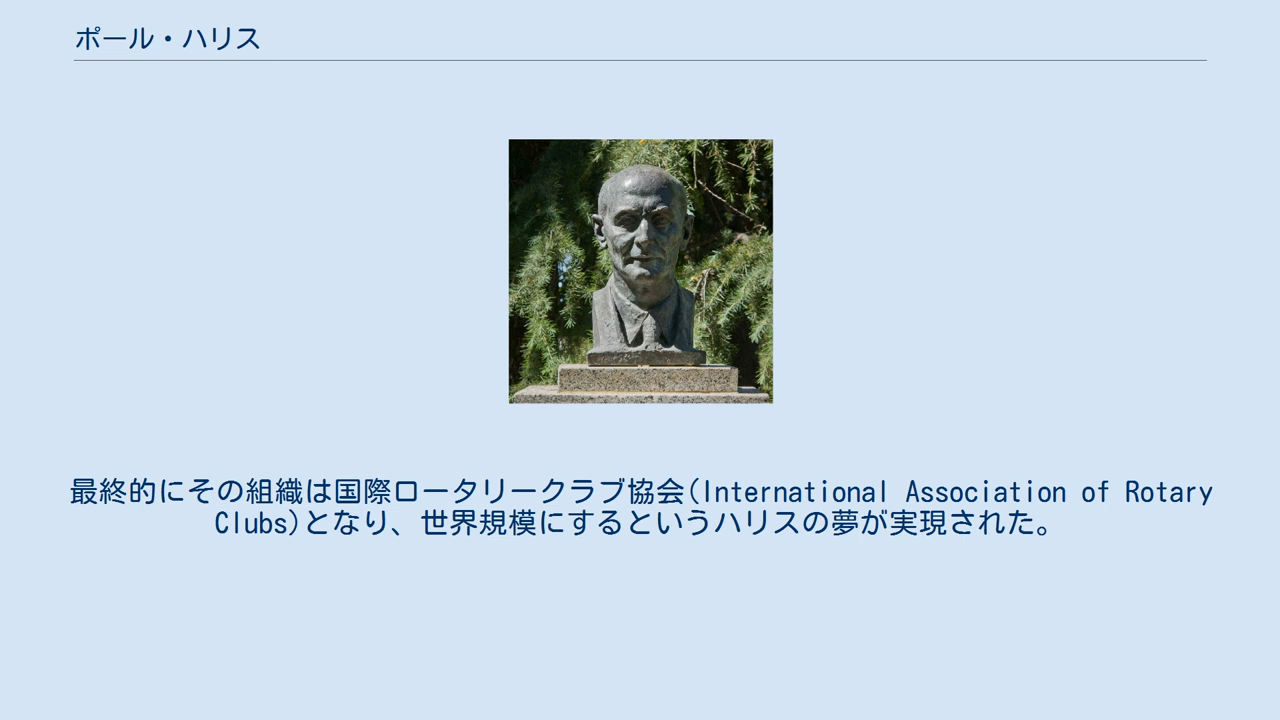 ポール・ハリス
最終的にその組織は国際ロータリークラブ協会(International Association of Rotary
Clubs)となり、世界規模にするというハリスの夢が実現された。